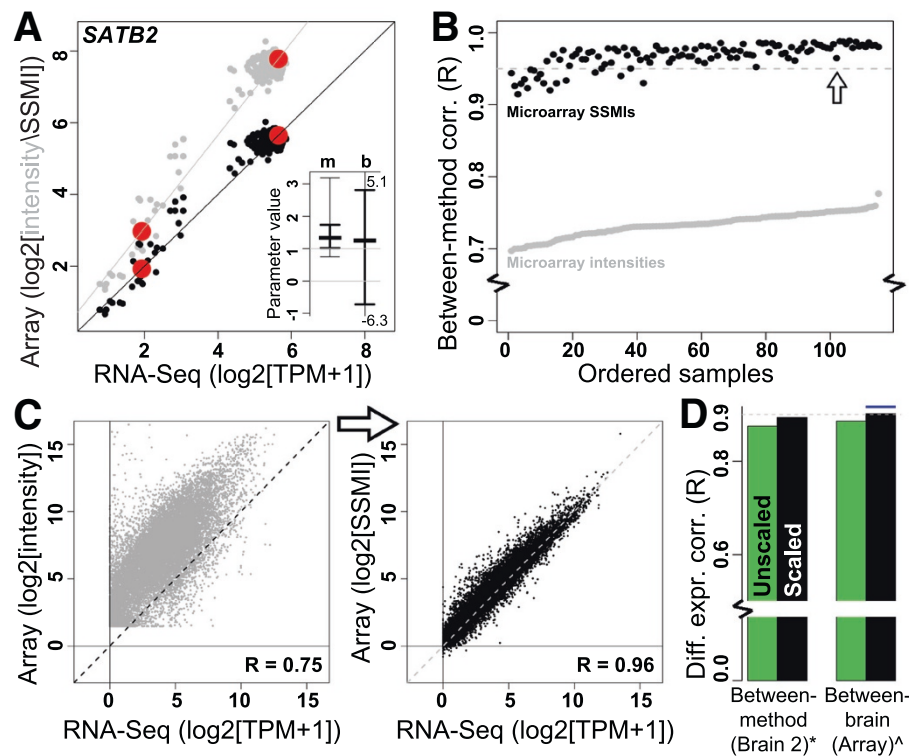 A
SATB2
8
6
4
2
Array (log2[intensity\SSMI])
2
4
6
8
RNA-Seq (log2[TPM+1])
m
b
5.1
3
2
1
0
-1
Parameter value
-6.3
B
1.0
0.9
0.8
0.7
0
Between-method corr. (R)
Microarray SSMIs
Microarray intensities
0
20
40
60
80
100
Ordered samples
C
15
10
5
0
Array (log2[intensity])
R = 0.75
0
5
10
15
RNA-Seq (log2[TPM+1])
15
10
5
0
Array (log2[SSMI])
R = 0.96
0
5
10
15
RNA-Seq (log2[TPM+1])
D
0.9
0.8
0.6
0.0
Diff. expr. corr. (R)
Unscaled
Scaled
Between-
method
(Brain 2)*
Between-
brain
(Array)^